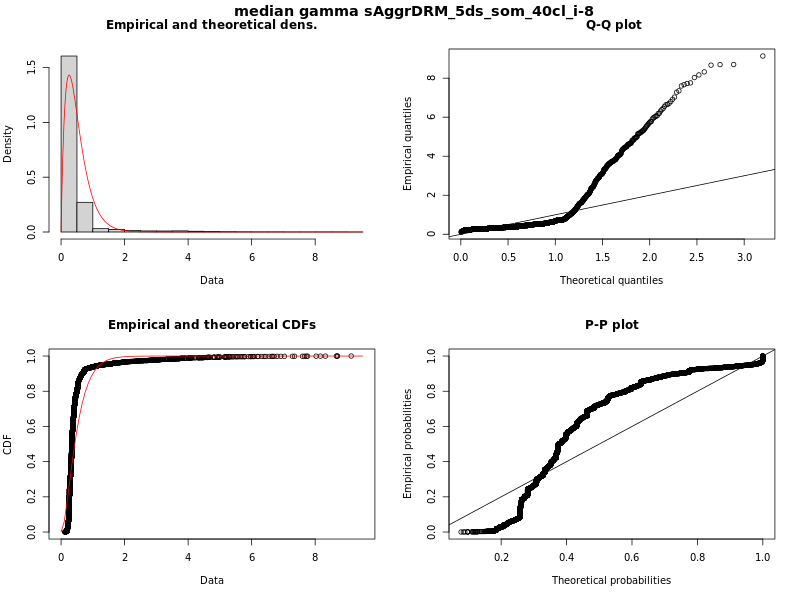 median gamma sAggrDRM_5ds_som_40cl_i-8
Empirical and theoretical dens.
Density
0.0 0.5 1.0 1.5
0 2 4 6 8
Data
Q-Q plot
Empirical quantiles
0 2 4 6 8
0.0 0.5 1.0 1.5 2.0 2.5 3.0
Theoretical quantiles
Empirical and theoretical CDFs
CDF
0.0 0.2 0.4 0.6 0.8 1.0
0 2 4 6 8
Data
P-P plot
Empirical probabilities
0.0 0.2 0.4 0.6 0.8 1.0
0.2 0.4 0.6 0.8 1.0
Theoretical probabilities